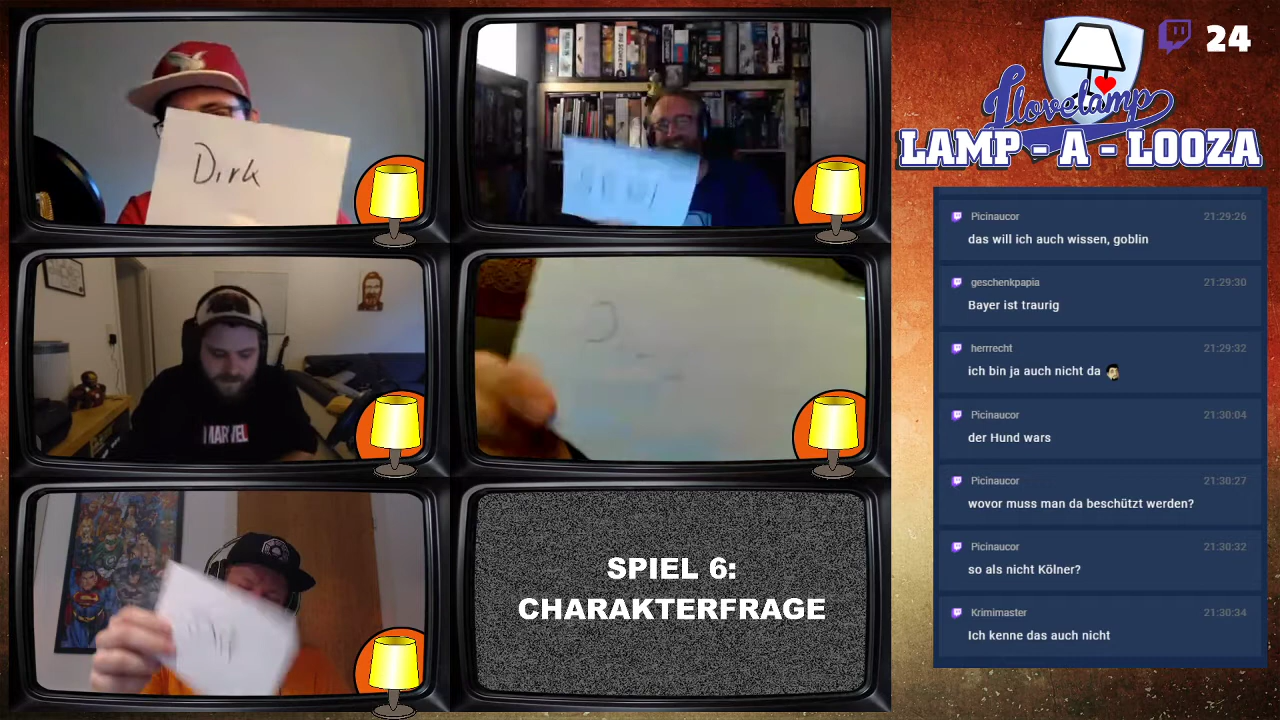 Dirk
MARVEL
SPIEL 6:
CHARAKTERFRAGE
24
Ilovelamp
LAMP - A - LOOZA
Picinaucor 21:29:26
das will ich auch wissen, goblin
geschenkpapia 21:29:30
Bayer ist traurig
herrrecht 21:29:32
ich bin ja auch nicht da
Picinaucor 21:30:04
der Hund wars
Picinaucor 21:30:27
wovor muss man da beschützt werden?
Picinaucor 21:30:32
so als nicht Kölner?
Krimimaster 21:30:34
Ich kenne das auch nicht